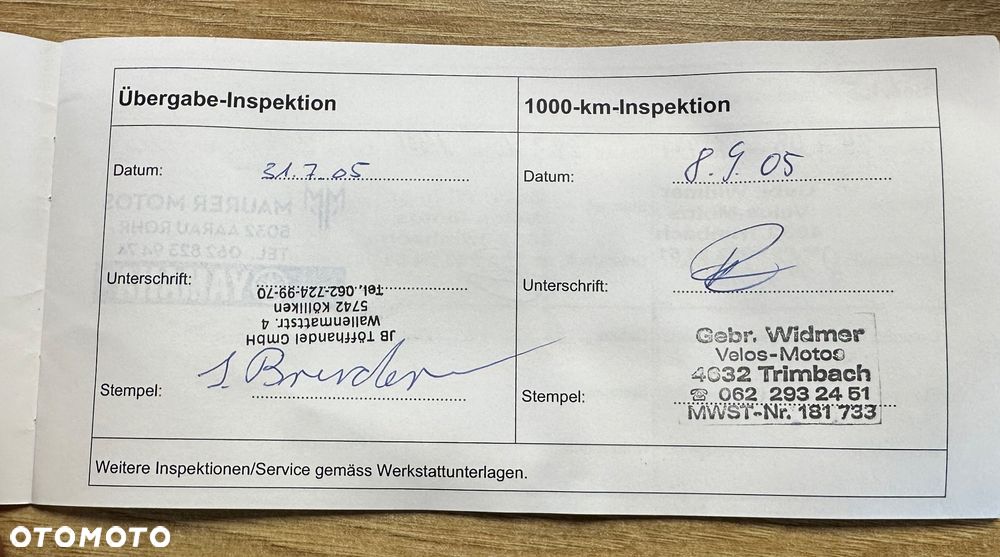 Übergabe-Inspektion
Datum: 31.7.05
Unterschrift:
JB Töffhandel GmbH
Wallenmattstr. 4
5742 Kölliken
Tel. 062-724-99-70
Stempel:
1000-km-Inspektion
Datum: 8.9.05
Unterschrift:
Gebr. Widmer
Velos-Motos
4632 Trimbach
☎ 062 293 24 51
MWST-Nr. 181 733
Stempel:
Weitere Inspektionen/Service gemäss Werkstattunterlagen.
MAURER MOTOS
5032 AARAU ROHR
TEL. 062 823 94 74
YAMAHA
OTOMOTO